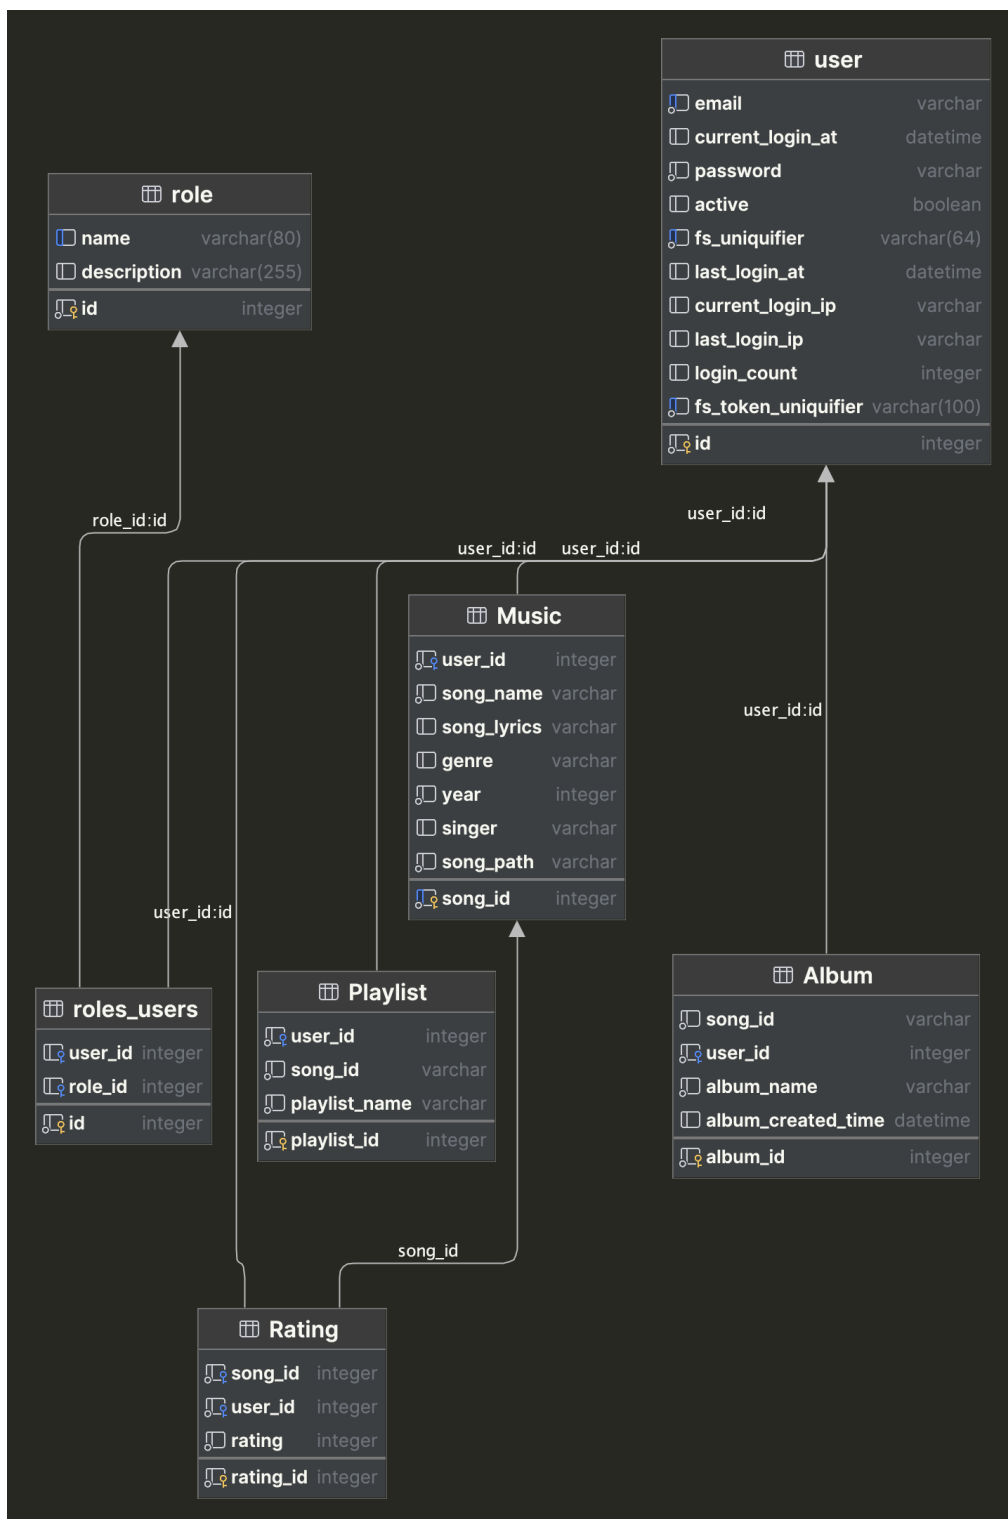 user
email varchar
current_login_at datetime
password varchar
active boolean
fs_uniquifier varchar(64)
last_login_at datetime
current_login_ip varchar
last_login_ip varchar
login_count integer
fs_token_uniquifier varchar(100)
id integer
role
name varchar(80)
description varchar(255)
id integer
role_id:id
user_id:id
user_id:id user_id:id
Music
user_id integer
song_name varchar
song_lyrics varchar
genre varchar
year integer
singer varchar
song_path varchar
song_id integer
user_id:id
user_id:id
roles_users
user_id integer
role_id integer
id integer
Playlist
user_id integer
song_id varchar
playlist_name varchar
playlist_id integer
Album
song_id varchar
user_id integer
album_name varchar
album_created_time datetime
album_id integer
song_id
Rating
song_id integer
user_id integer
rating integer
rating_id integer